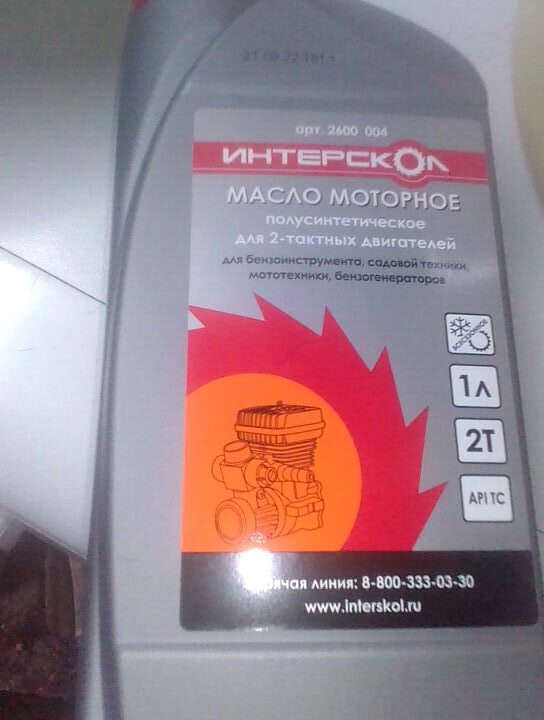 арт. 2600 004
ИНТЕРСКОЛ
МАСЛО МОТОРНОЕ
полусинтетическое
для 2-тактных двигателей
для бензоинструмента, садовой техники,
мототехники, бензогенераторов
ВСЕСЕЗОННОЕ
1л
2Т
API TC
линия: 8-800-333-03-30
www.interskol.ru